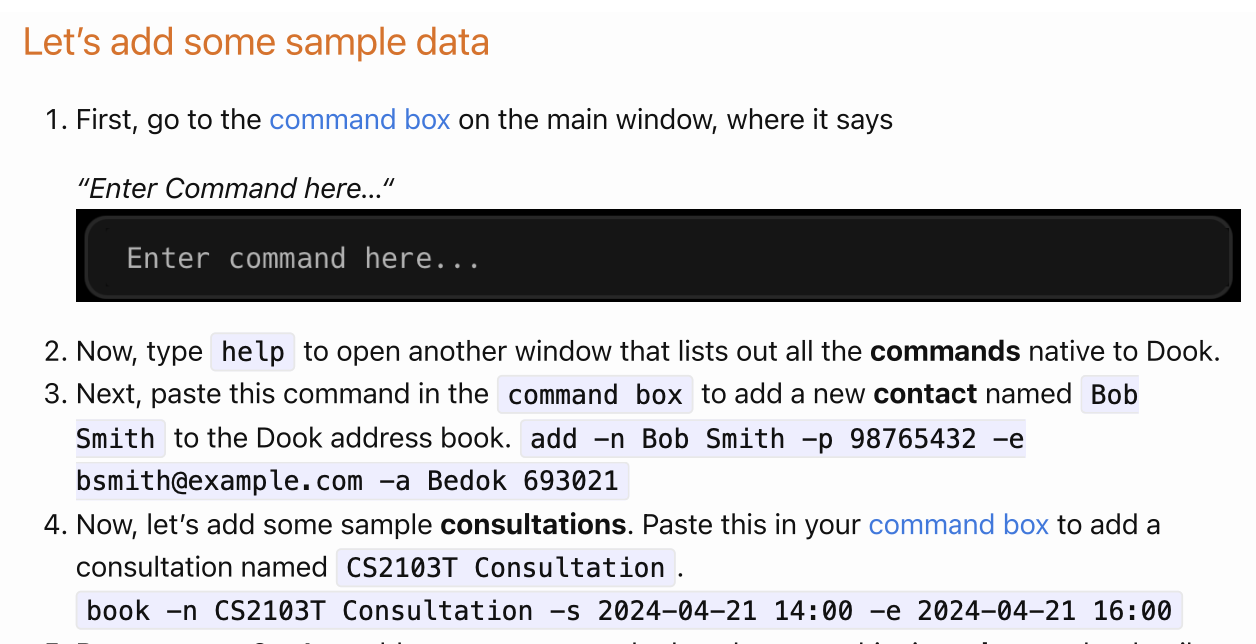 Let’s add some sample data
1. First, go to the command box on the main window, where it says
“Enter Command here…“
Enter command here...
2. Now, type help to open another window that lists out all the commands native to Dook.
3. Next, paste this command in the command box to add a new contact named Bob
Smith to the Dook address book. add –n Bob Smith –p 98765432 –e
bsmith@example.com –a Bedok 693021
4. Now, let’s add some sample consultations. Paste this in your command box to add a
consultation named CS2103T Consultation.
book –n CS2103T Consultation –s 2024-04-21 14:00 –e 2024-04-21 16:00